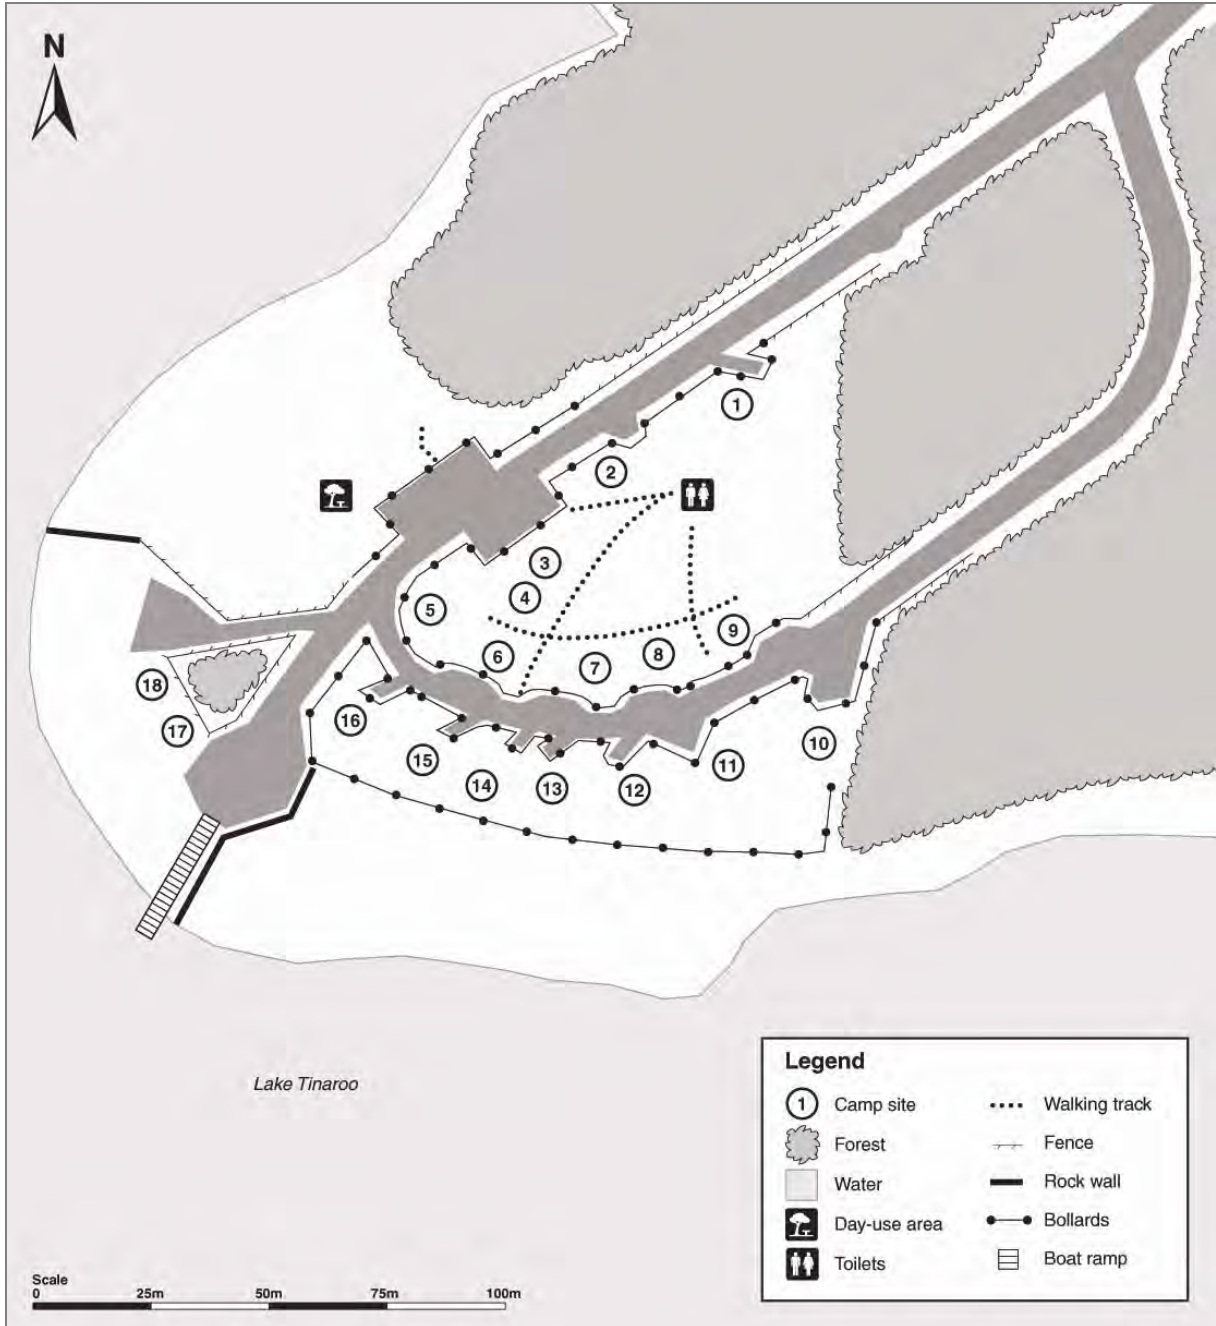 N
1
2
3
4
5
6
7
8
9
10
11
12
13
14
15
16
17
18
Lake Tinaroo
Legend
1 Camp site
Forest
Water
Day-use area
Toilets
Walking track
Fence
Rock wall
Bollards
Boat ramp
Scale
0 25m 50m 75m 100m